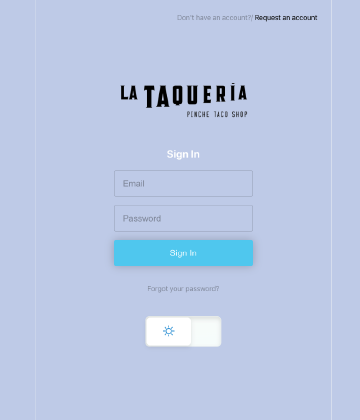 Don't have an account?/ Request an account
LA TAQUERÍA
PINCHE TACO SHOP
Sign In
Email
Password
Sign In
Forgot your password?